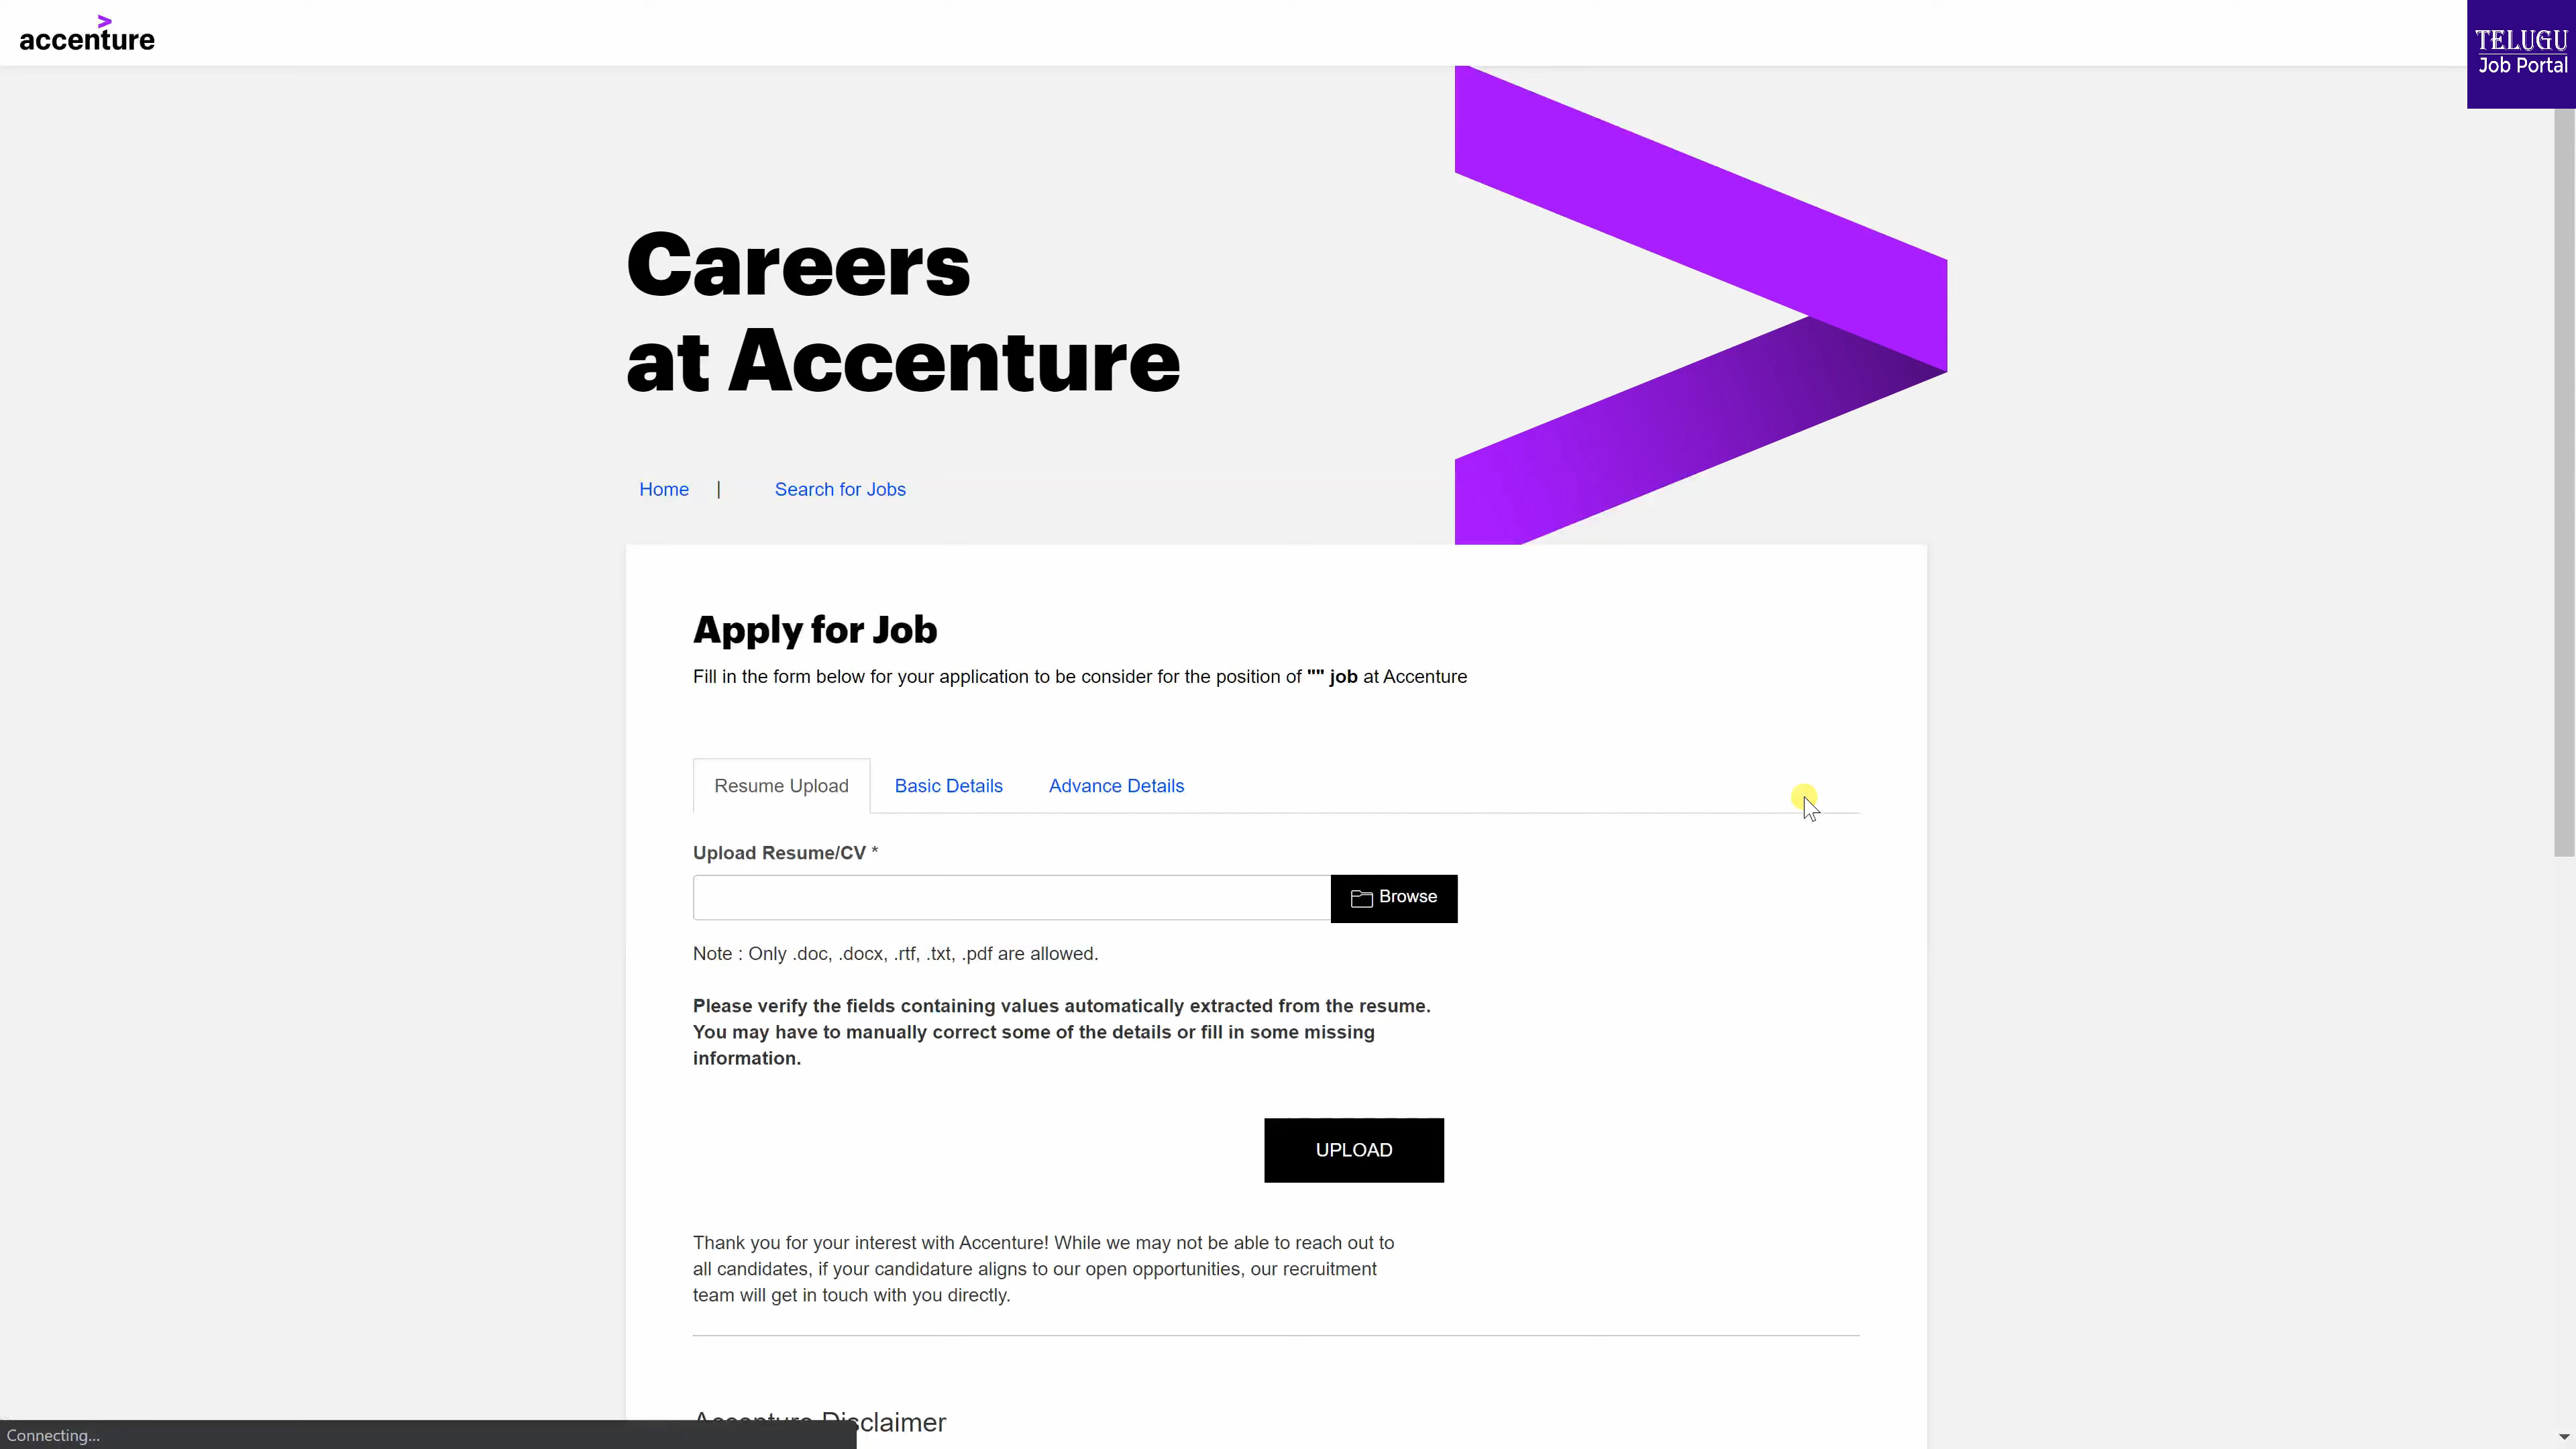 accenture
TELUGU
Job Portal
Careers
at Accenture
Home | Search for Jobs
Apply for Job
Fill in the form below for your application to be consider for the position of "" job at Accenture
Resume Upload Basic Details Advance Details
Upload Resume/CV *
Browse
Note : Only .doc, .docx, .rtf, .txt, .pdf are allowed.
Please verify the fields containing values automatically extracted from the resume.
You may have to manually correct some of the details or fill in some missing
information.
UPLOAD
Thank you for your interest with Accenture! While we may not be able to reach out to
all candidates, if your candidature aligns to our open opportunities, our recruitment
team will get in touch with you directly.
Accenture Disclaimer
Connecting...